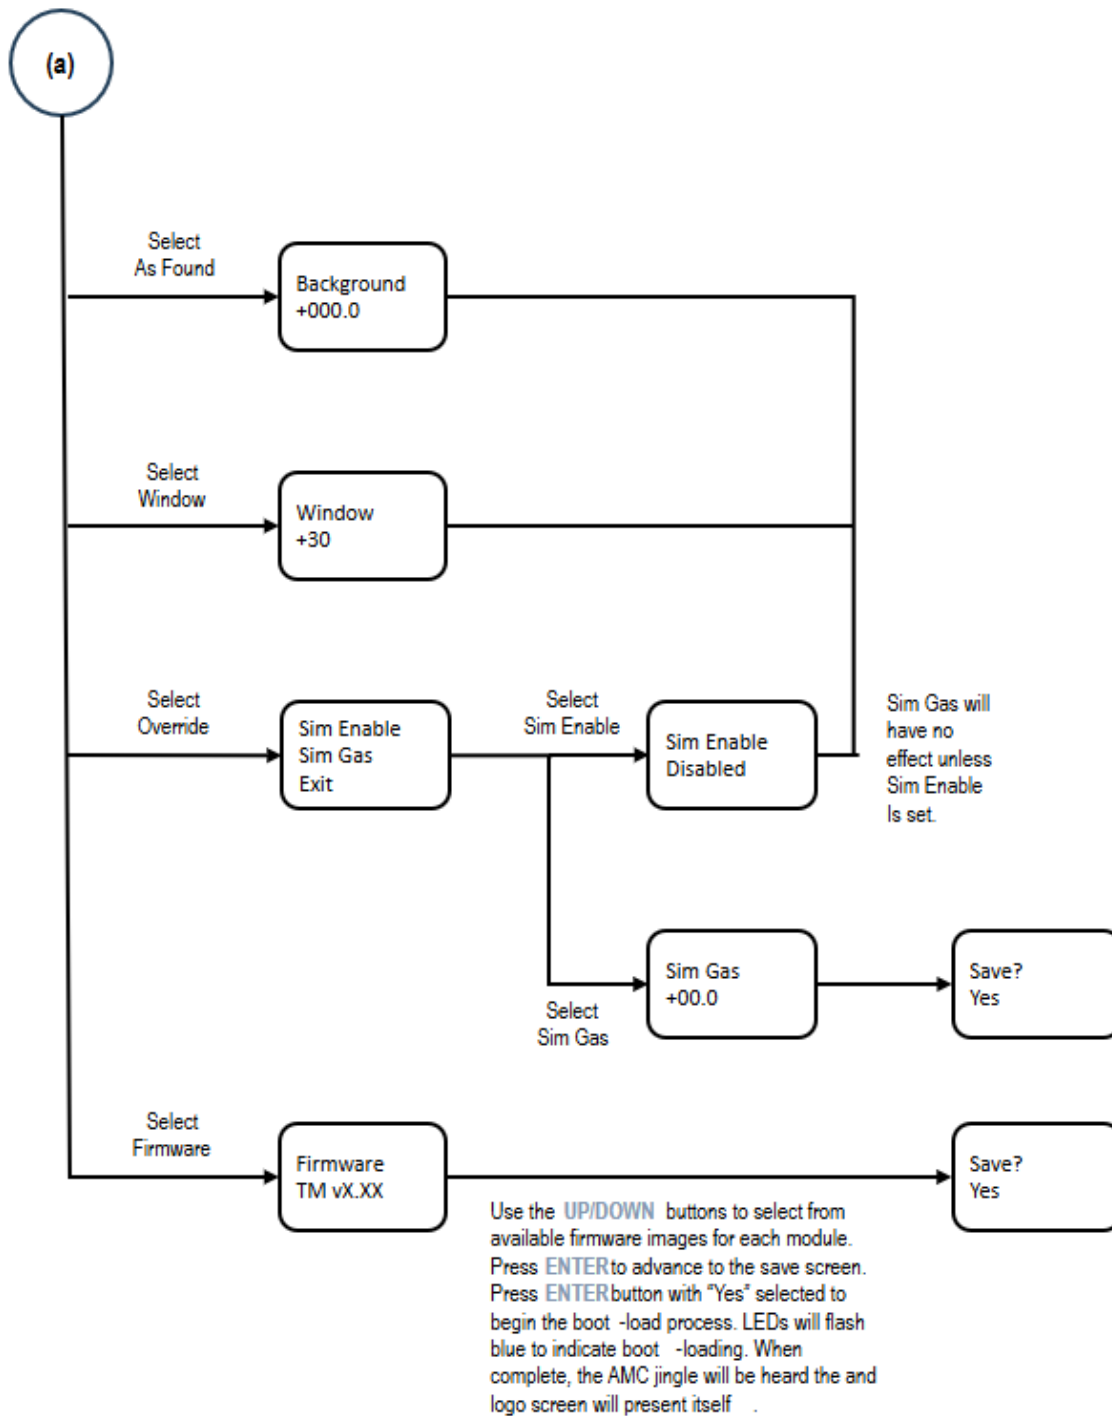 (a)
Select
As Found
Background
+000.0
Select
Window
Window
+30
Select
Override
Sim Enable
Sim Gas
Exit
Select
Sim Enable
Sim Enable
Disabled
Sim Gas will
have no
effect unless
Sim Enable
Is set.
Select
Sim Gas
Sim Gas
+00.0
Save?
Yes
Select
Firmware
Firmware
TM vX.XX
Save?
Yes
Use the UP/DOWN buttons to select from
available firmware images for each module.
Press ENTER to advance to the save screen.
Press ENTER button with "Yes" selected to
begin the boot -load process. LEDs will flash
blue to indicate boot -loading. When
complete, the AMC jingle will be heard the and
logo screen will present itself .